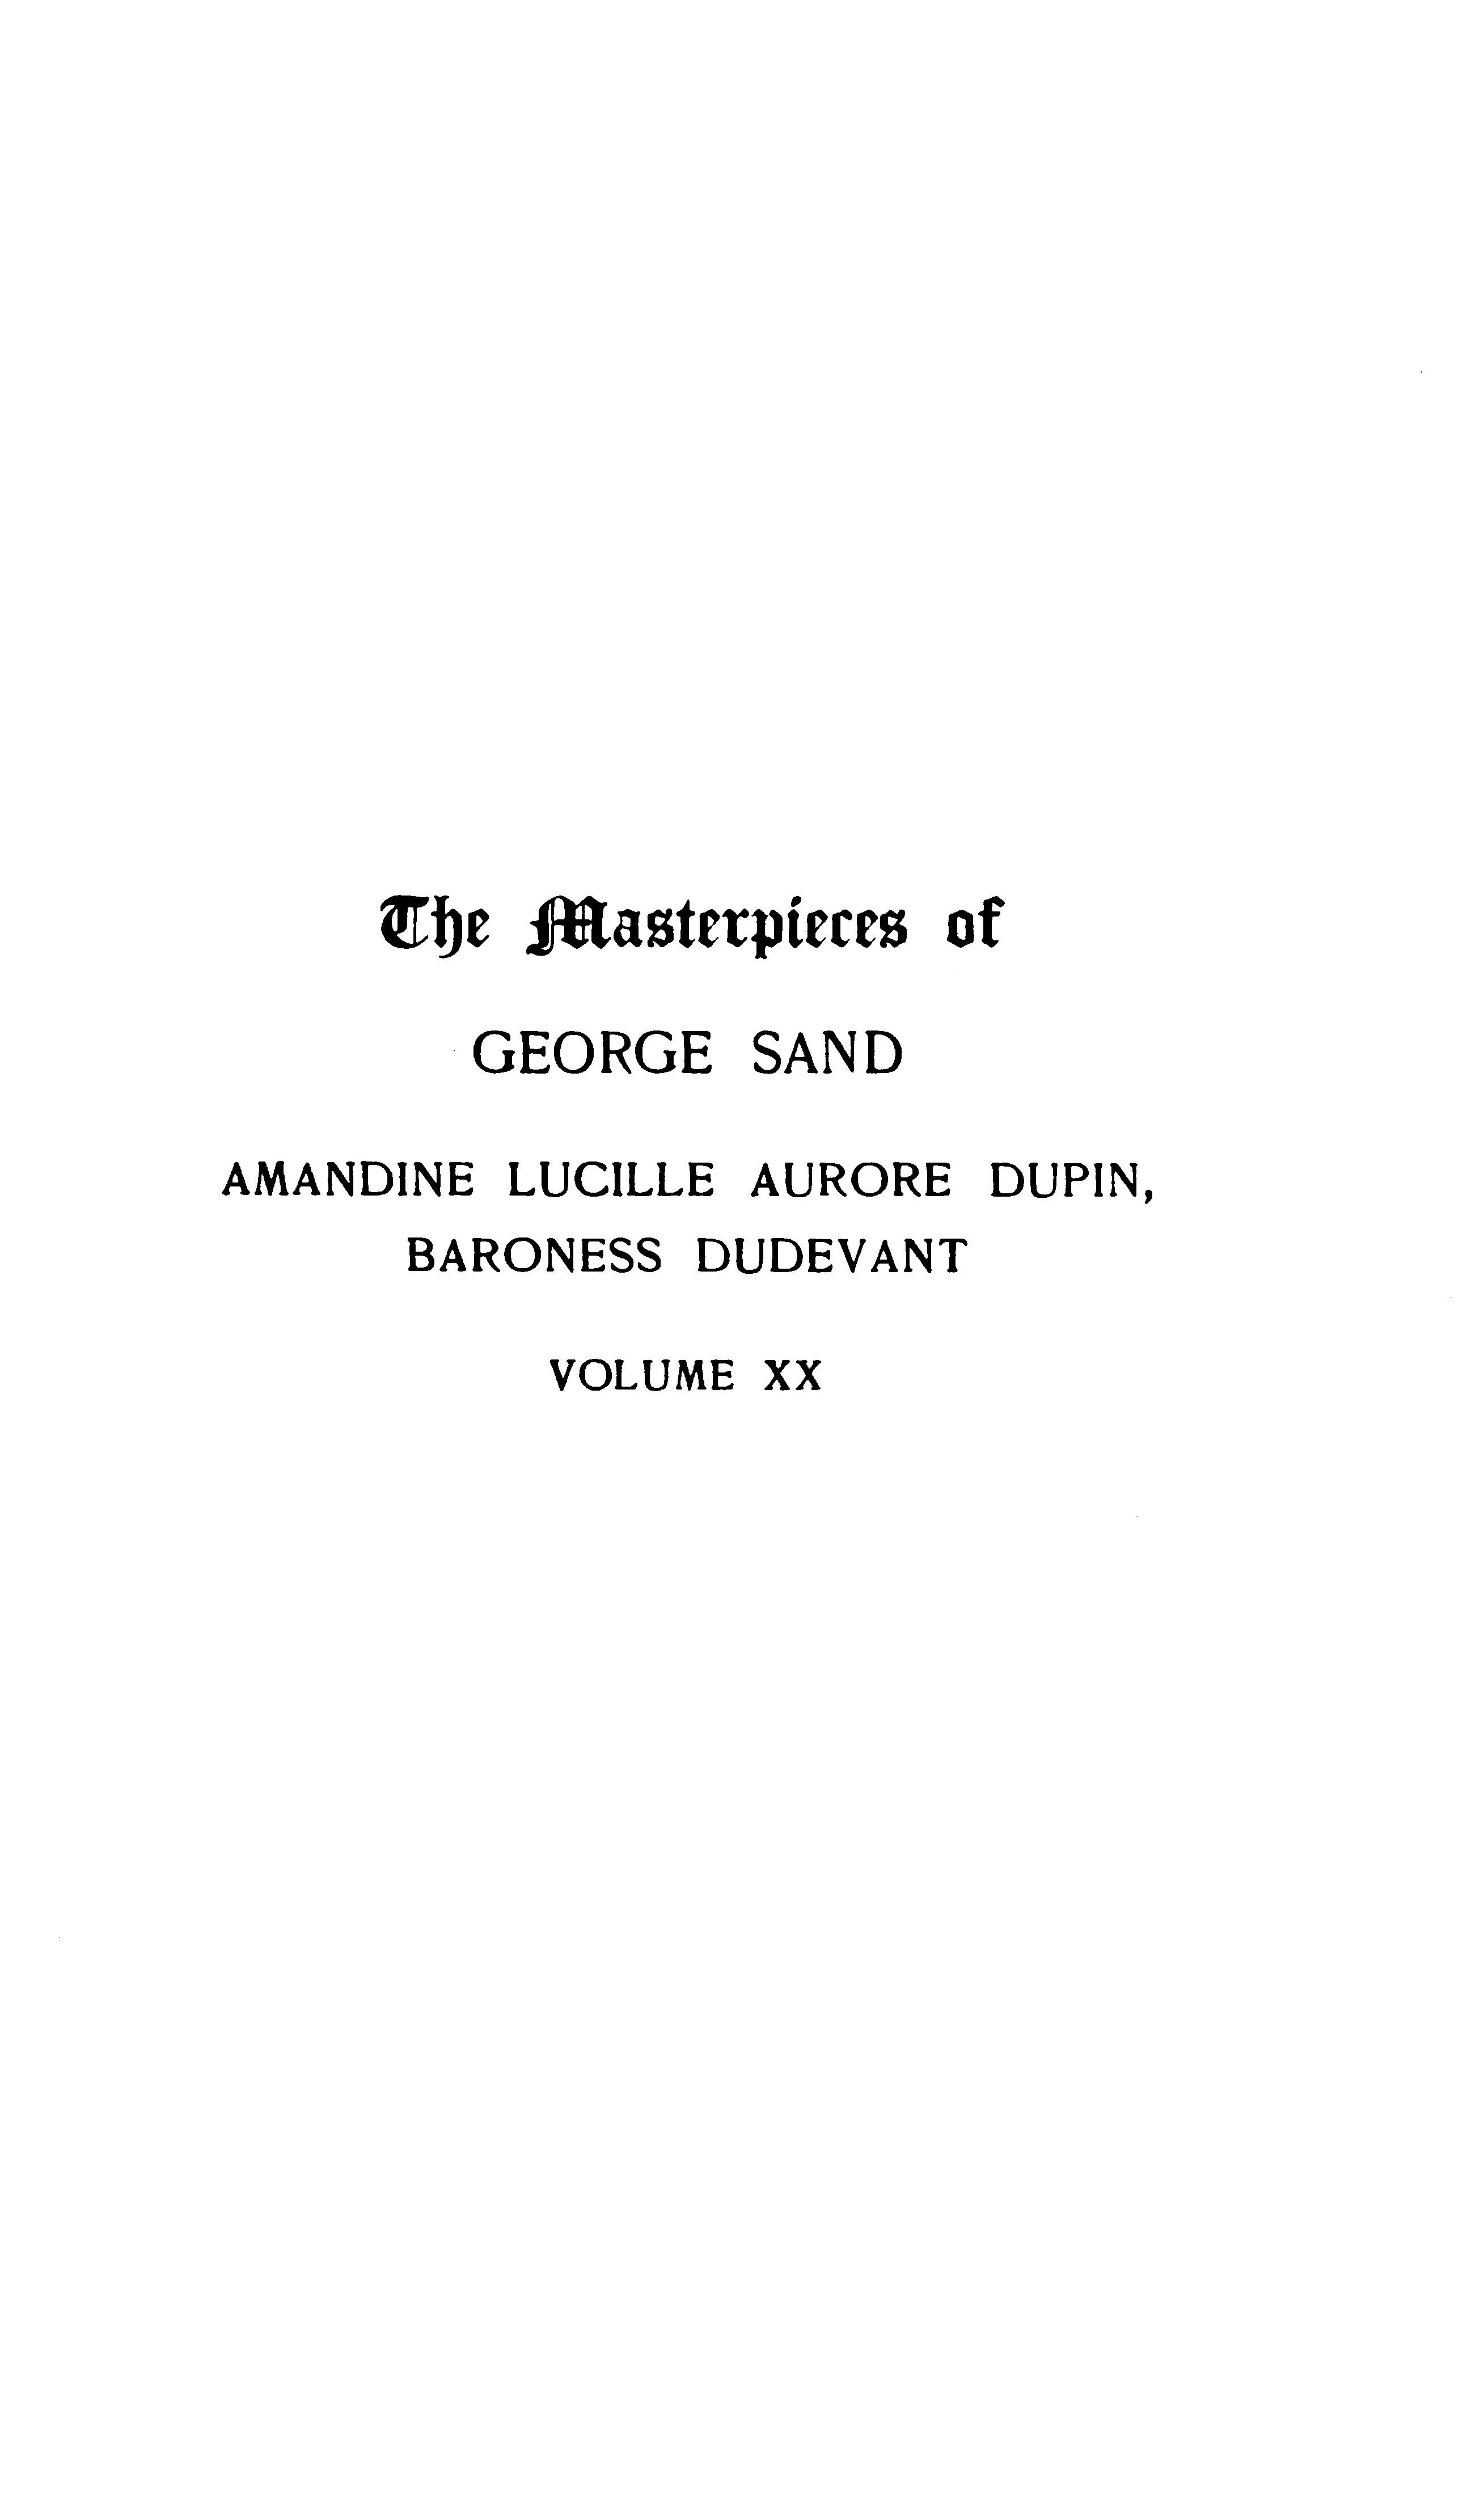 The Masterpieces of
GEORGE SAND
AMANDINE LUCILLE AURORE DUPIN,
BARONESS DUDEVANT
VOLUME XX